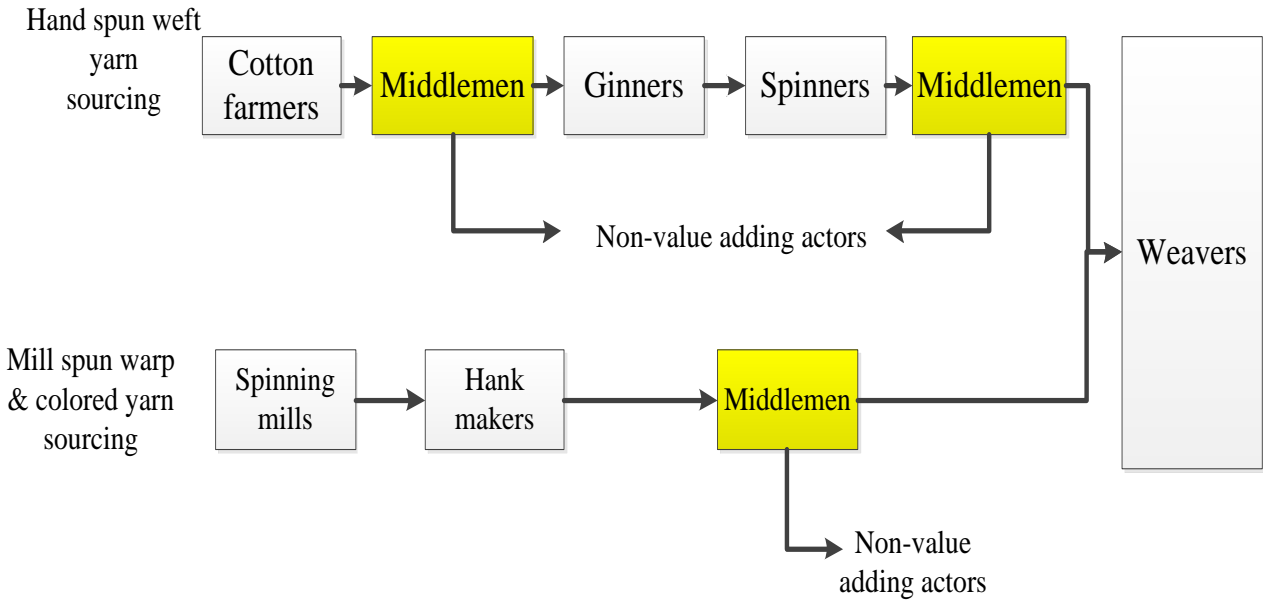 Hand spun weft
yarn
sourcing
Cotton
farmers
Middlemen
Ginners
Spinners
Middlemen
Non-value adding actors
Weavers
Mill spun warp
& colored yarn
sourcing
Spinning
mills
Hank
makers
Middlemen
Non-value
adding actors